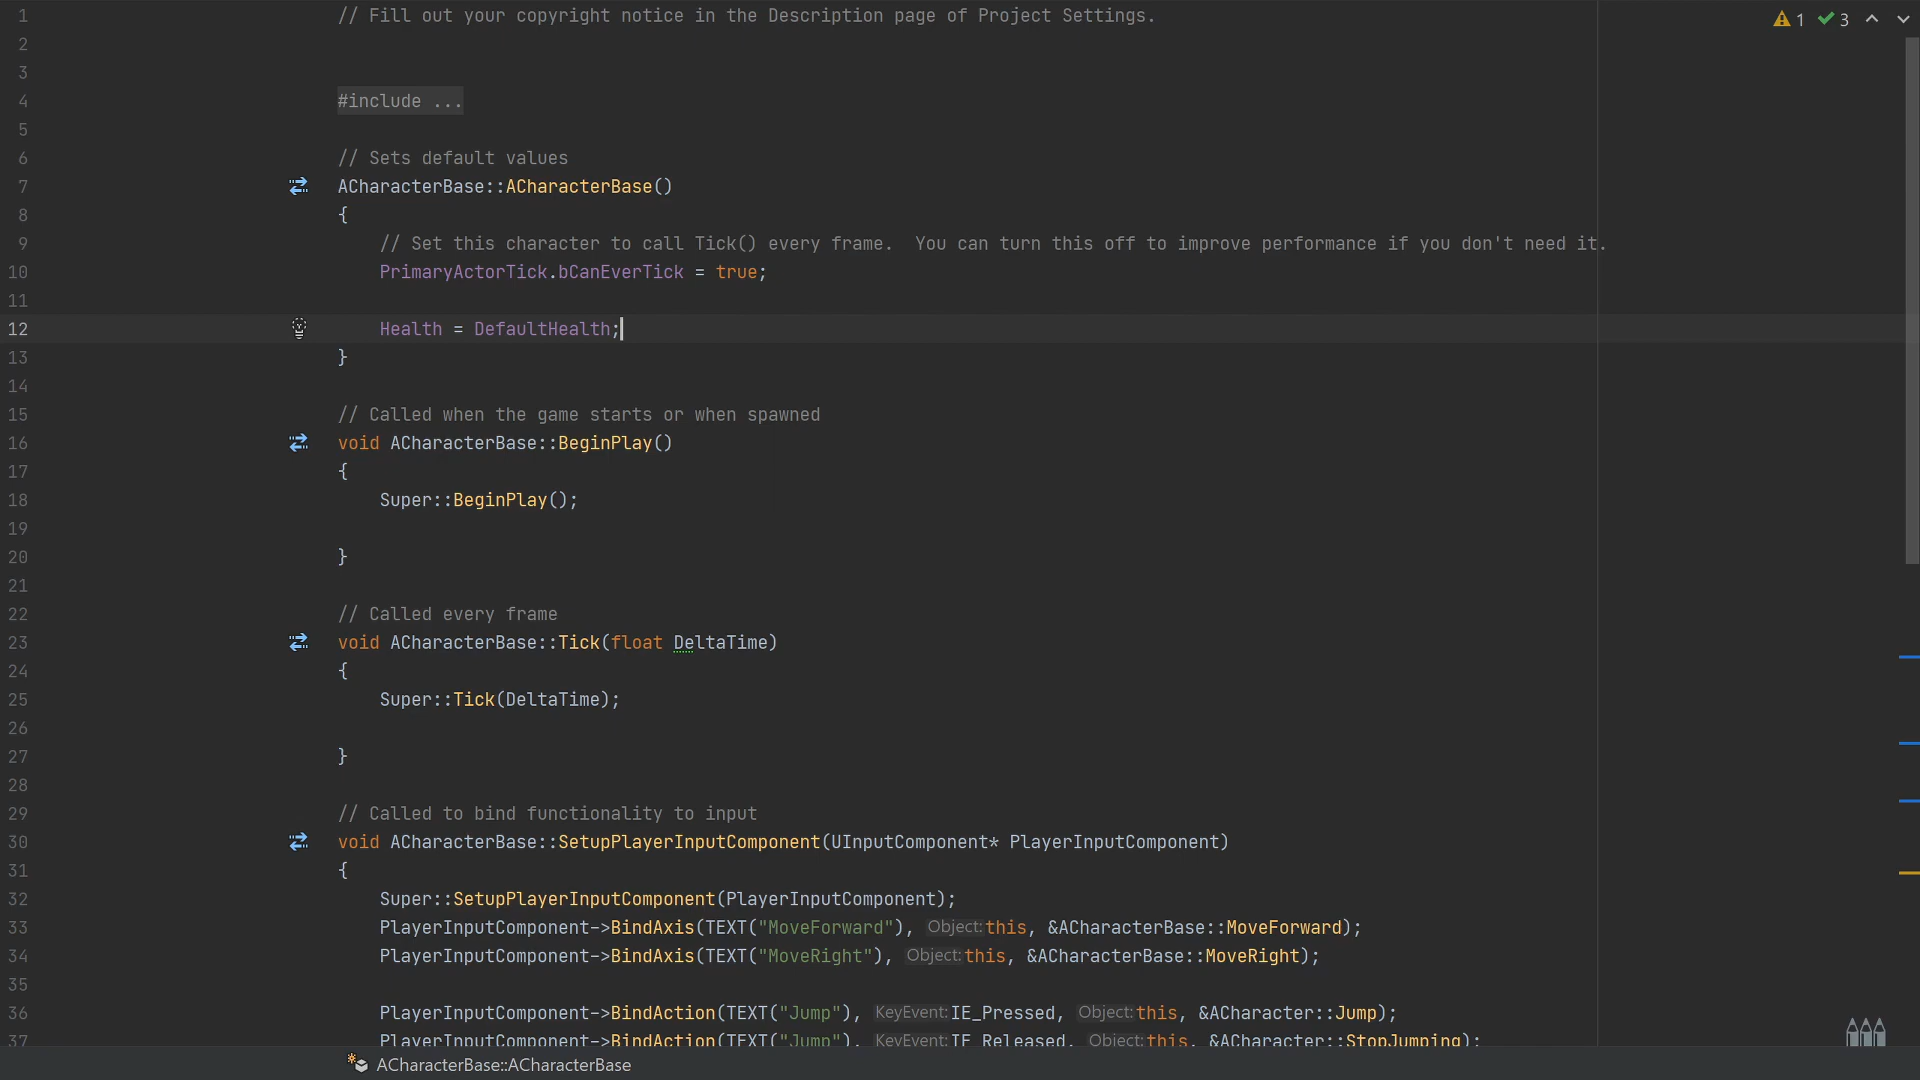 1 // Fill out your copyright notice in the Description page of Project Settings.
1 3
2
3
4 #include ...
5
6 // Sets default values
7 ACharacterBase::ACharacterBase()
8 {
9 // Set this character to call Tick() every frame.  You can turn this off to improve performance if you don't need it.
10 PrimaryActorTick.bCanEverTick = true;
11
12 Health = DefaultHealth;
13 }
14
15 // Called when the game starts or when spawned
16 void ACharacterBase::BeginPlay()
17 {
18 Super::BeginPlay();
19
20 }
21
22 // Called every frame
23 void ACharacterBase::Tick(float DeltaTime)
24 {
25 Super::Tick(DeltaTime);
26
27 }
28
29 // Called to bind functionality to input
30 void ACharacterBase::SetupPlayerInputComponent(UInputComponent* PlayerInputComponent)
31 {
32 Super::SetupPlayerInputComponent(PlayerInputComponent);
33 PlayerInputComponent->BindAxis(TEXT("MoveForward"), Object: this, &ACharacterBase::MoveForward);
34 PlayerInputComponent->BindAxis(TEXT("MoveRight"), Object: this, &ACharacterBase::MoveRight);
35
36 PlayerInputComponent->BindAction(TEXT("Jump"), KeyEvent: IE_Pressed, Object: this, &ACharacter::Jump);
37 PlayerInputComponent->BindAction(TEXT("Jump"), KeyEvent: IE_Released, Object: this, &ACharacter::StopJumping);
ACharacterBase::ACharacterBase